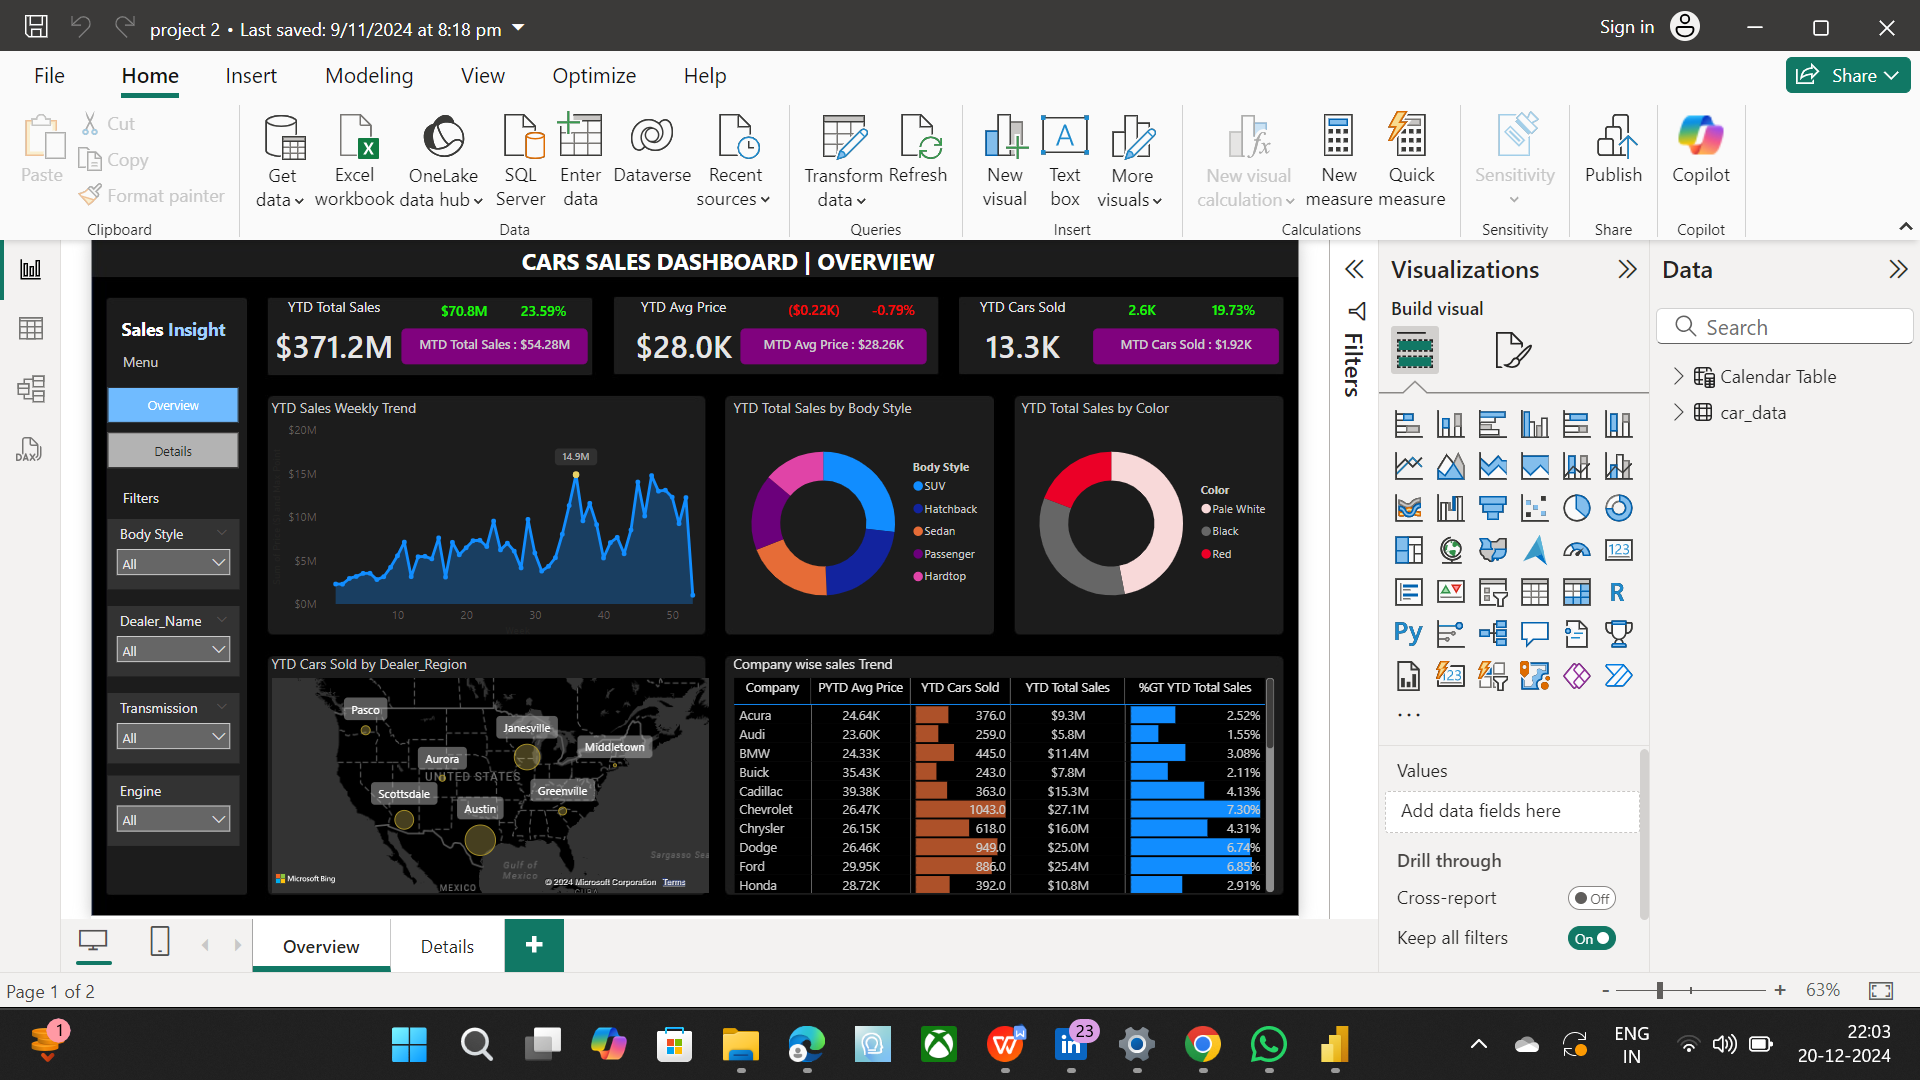 project 2 • Last saved: 9/11/2024 at 8:18 pm
Sign in
File Home Insert Modeling View Optimize Help
Share
Paste
Cut
Copy
Format painter
Clipboard
Get data
Excel workbook
OneLake data hub
SQL Server
Enter data
Dataverse
Recent sources
Data
Transform data
Refresh
Queries
New visual
Text box
More visuals
Insert
New visual calculation
New measure
Quick measure
Calculations
Sensitivity
Sensitivity
Publish
Share
Copilot
Copilot
CARS SALES DASHBOARD | OVERVIEW
Sales Insight
Menu
Overview
Details
Filters
Body Style
All
Dealer_Name
All
Transmission
All
Engine
All
YTD Total Sales
$70.8M 23.59%
$371.2M
MTD Total Sales : $54.28M
YTD Avg Price
($0.22K) -0.79%
$28.0K
MTD Avg Price : $28.26K
YTD Cars Sold
2.6K 19.73%
13.3K
MTD Cars Sold : $1.92K
YTD Sales Weekly Trend
$20M
$15M
$10M
$5M
$0M
14.9M
10 20 30 40 50
YTD Total Sales by Body Style
Body Style
SUV
Hatchback
Sedan
Passenger
Hardtop
YTD Total Sales by Color
Color
Pale White
Black
Red
YTD Cars Sold by Dealer_Region
Pasco
Janesville
Middletown
Aurora
UNITED STATES
Scottsdale
Greenville
Austin
Gulf of Mexico
Sargasso Sea
MEXICO
CUBA
Microsoft Bing
© 2024 Microsoft Corporation Terms
Company wise sales Trend
Company PYTD Avg Price YTD Cars Sold YTD Total Sales %GT YTD Total Sales
Acura 24.64K 376.0 $9.3M 2.52%
Audi 23.60K 259.0 $5.8M 1.55%
BMW 24.33K 445.0 $11.4M 3.08%
Buick 35.43K 243.0 $7.8M 2.11%
Cadillac 39.38K 363.0 $15.3M 4.13%
Chevrolet 26.47K 1043.0 $27.1M 7.30%
Chrysler 26.15K 618.0 $16.0M 4.31%
Dodge 26.46K 949.0 $25.0M 6.74%
Ford 29.95K 886.0 $25.4M 6.85%
Honda 28.72K 392.0 $10.8M 2.91%
Filters
Visualizations
Build visual
123
R
Py
123
...
Values
Add data fields here
Drill through
Cross-report
Off
Keep all filters
On
Data
Search
Calendar Table
car_data
DAX
Overview
Details
+
Page 1 of 2
- + 63%
1
23
ENG
IN
22:03
20-12-2024